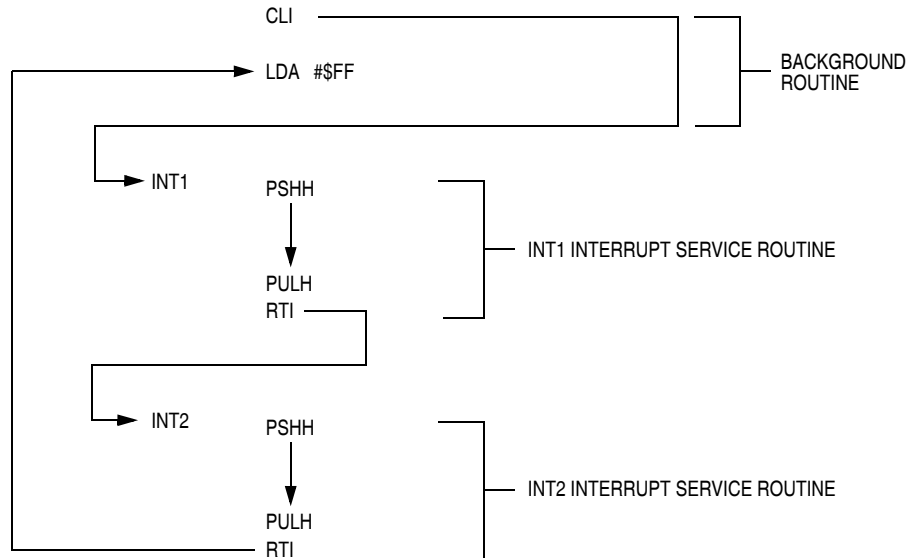 CLI
LDA #$FF
BACKGROUND
ROUTINE
INT1
PSHH
INT1 INTERRUPT SERVICE ROUTINE
PULH
RTI
INT2
PSHH
INT2 INTERRUPT SERVICE ROUTINE
PULH
RTI